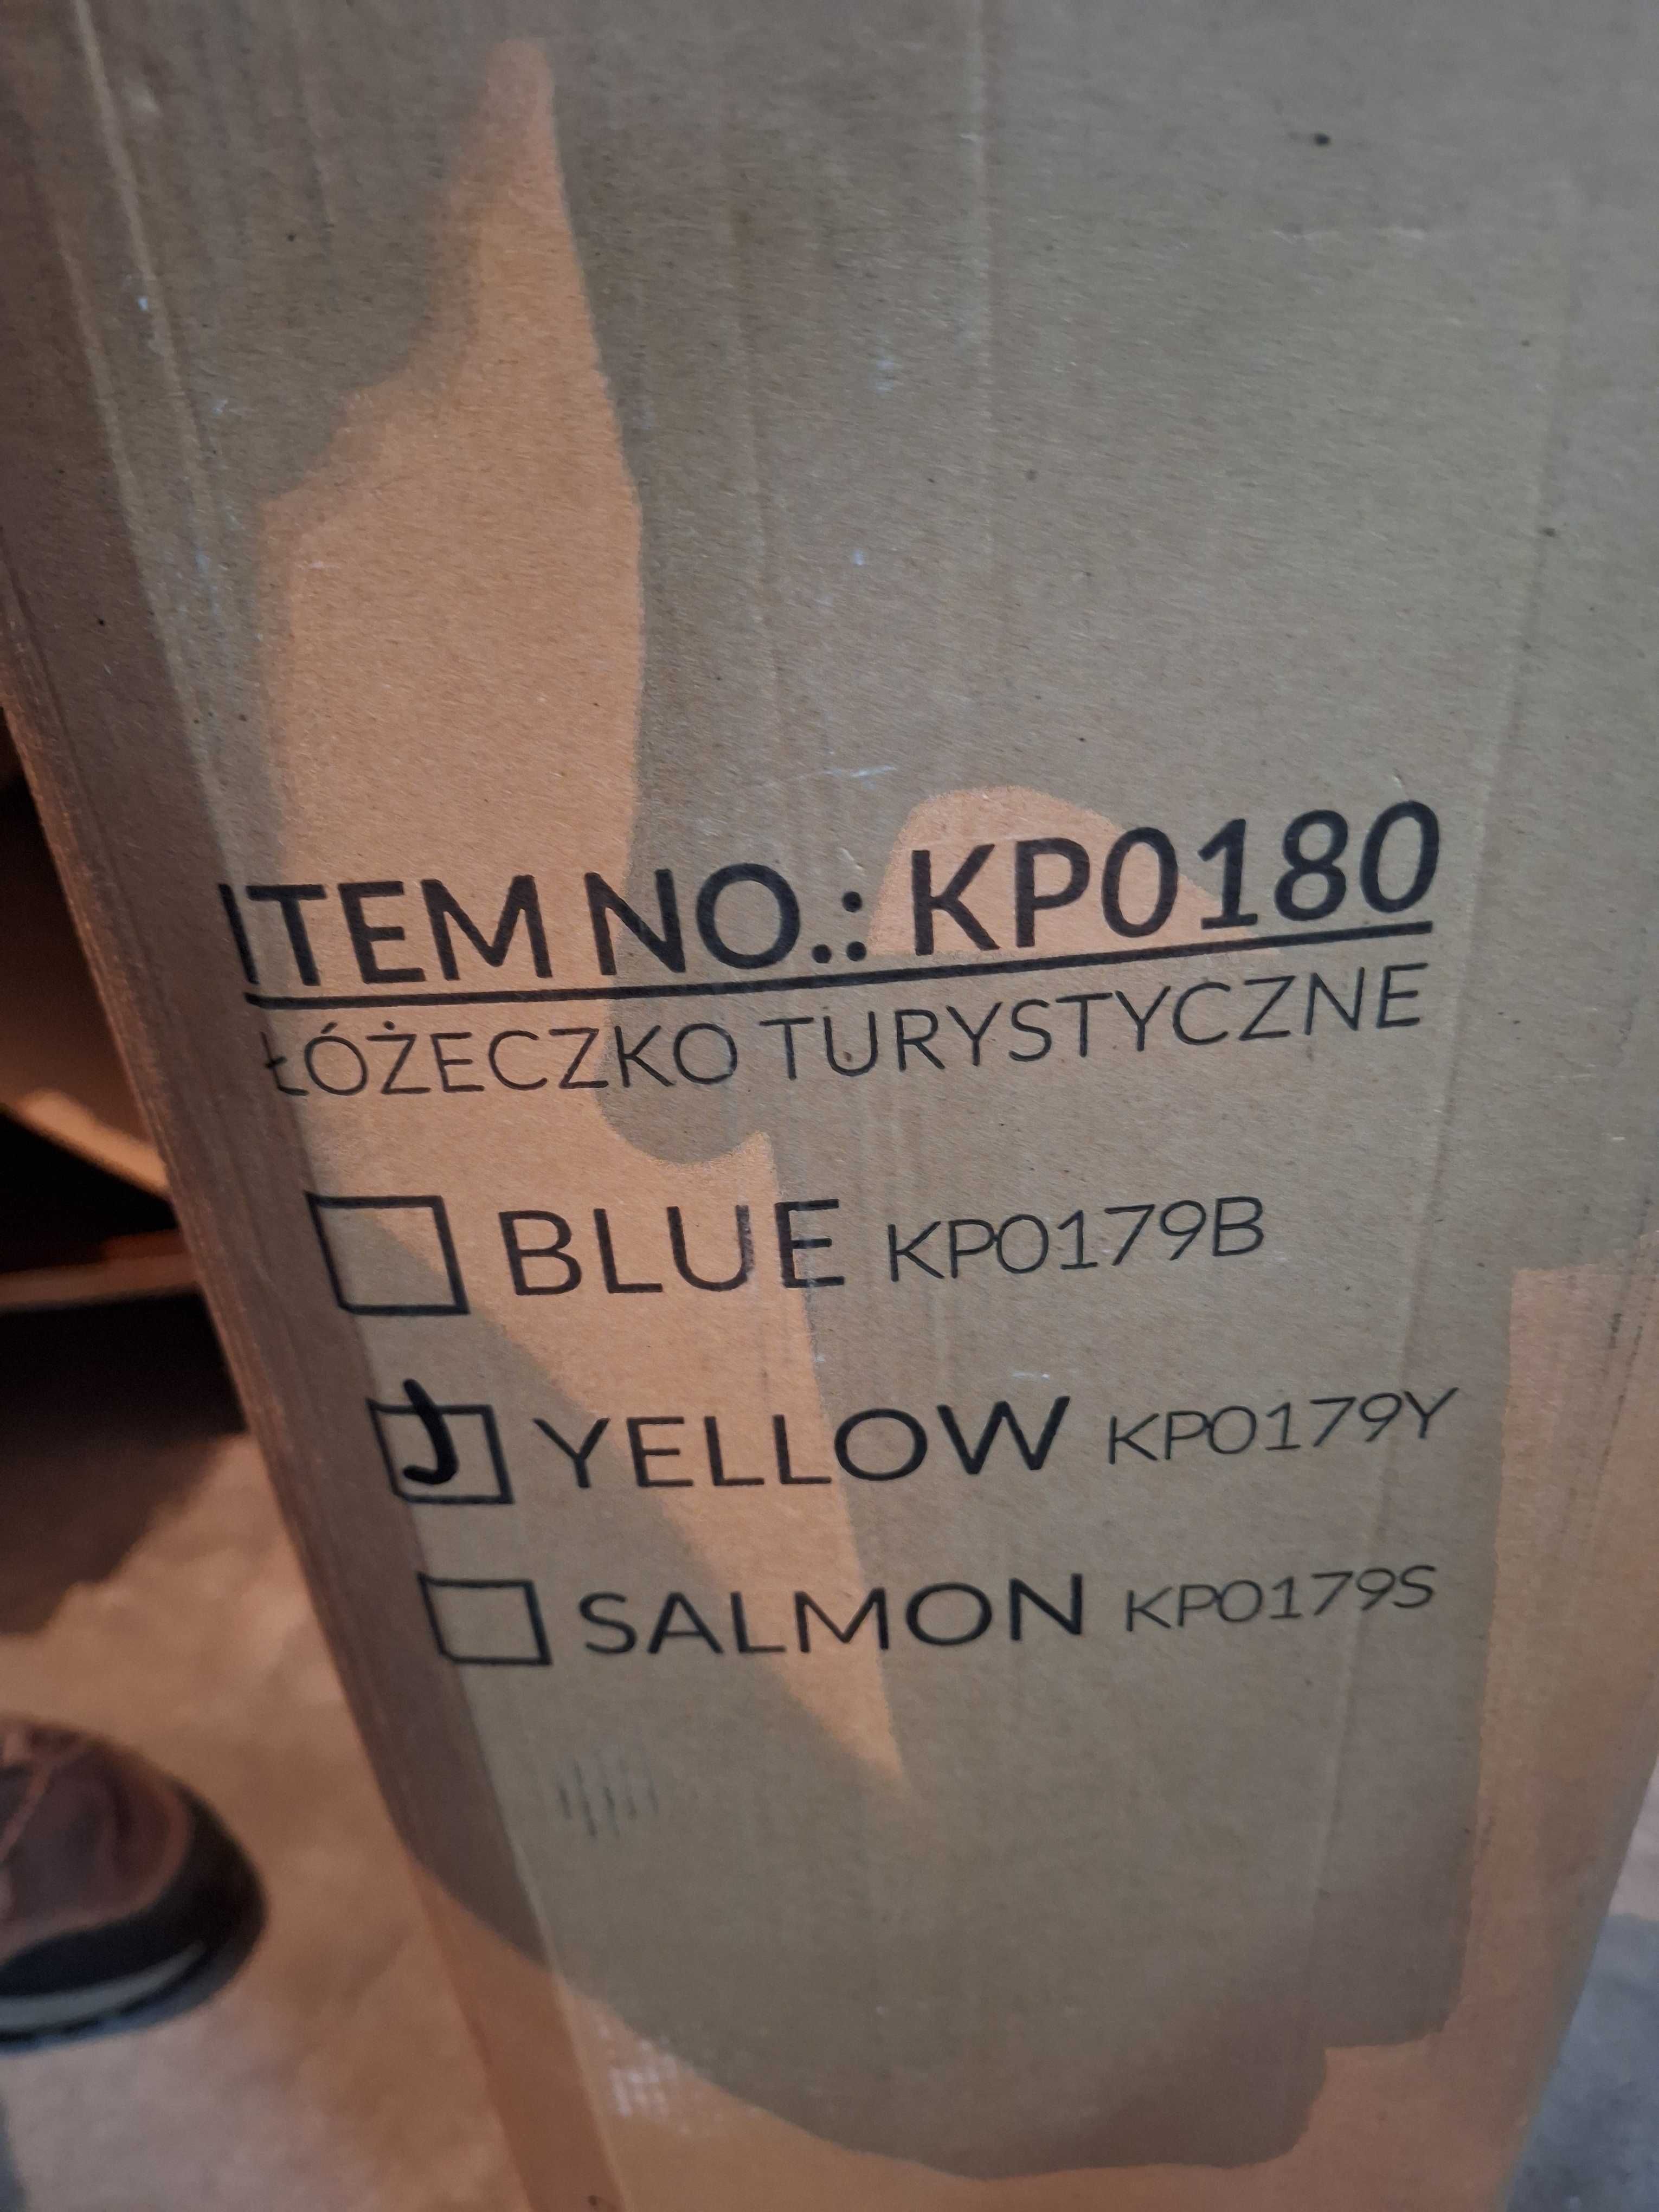 ITEM NO.: KP0180
ŁÓŻECZKO TURYSTYCZNE
BLUE KP0179B
YELLOW KP0179Y
SALMON KP0179S